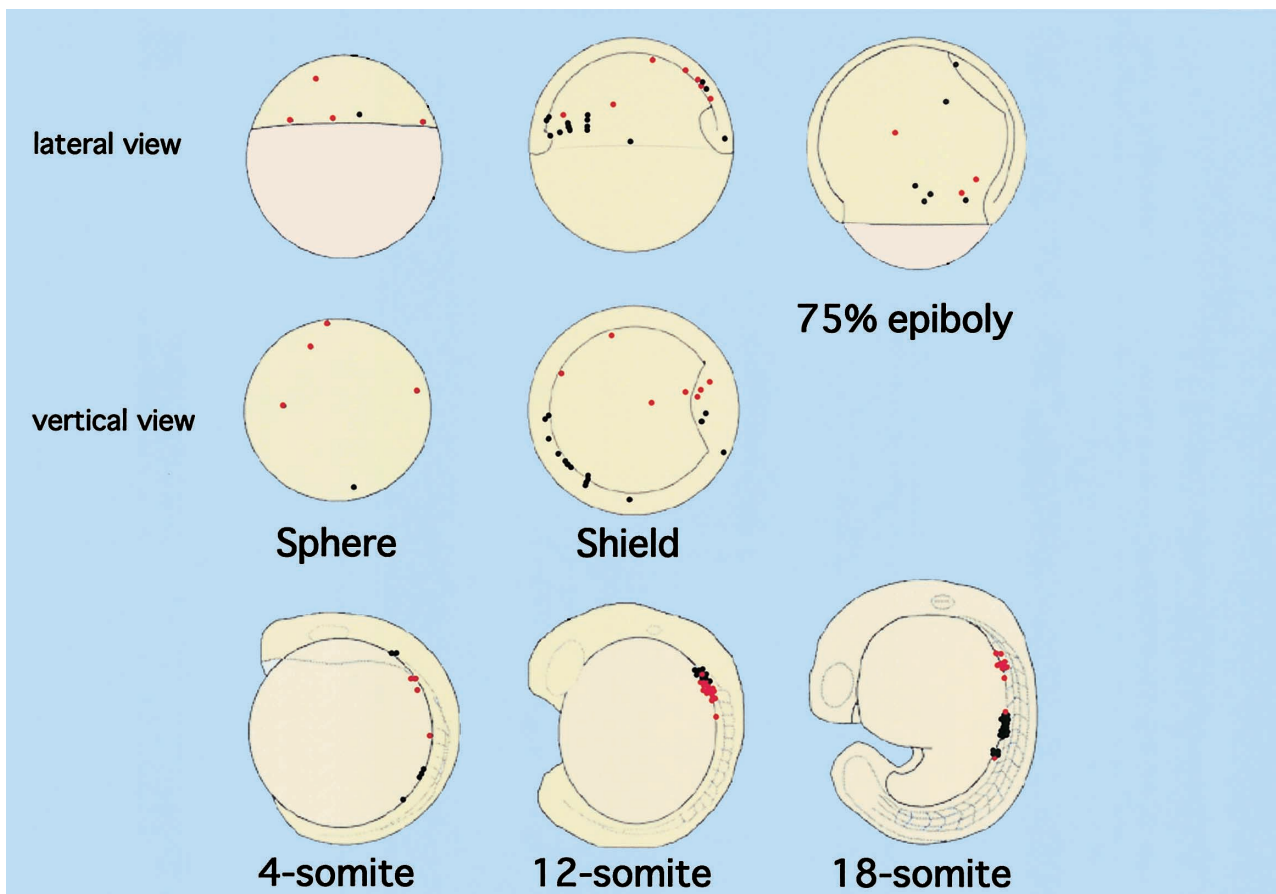 lateral view
75% epiboly
vertical view
Sphere
Shield
4-somite
12-somite
18-somite